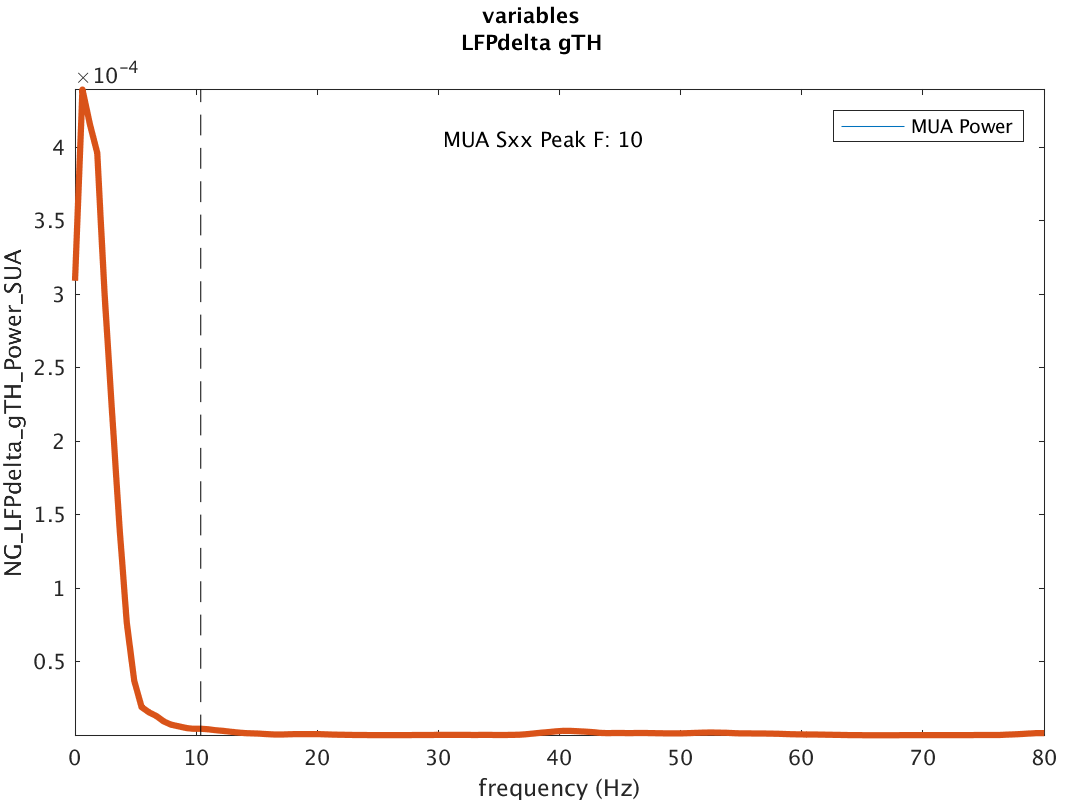 variables
LFPdelta gTH
×10⁻⁴
MUA Sxx Peak F: 10
MUA Power
4
3.5
3
2.5
2
1.5
1
0.5
NG_LFPdelta_gTH_Power_SUA
0 10 20 30 40 50 60 70 80
frequency (Hz)